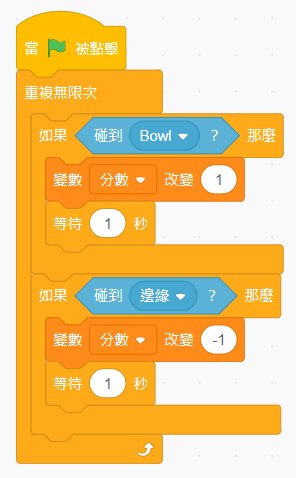 當 被點擊
重複無限次
如果 碰到 Bowl ? 那麼
變數 分數 改變 1
等待 1 秒
如果 碰到 邊緣 ? 那麼
變數 分數 改變 -1
等待 1 秒